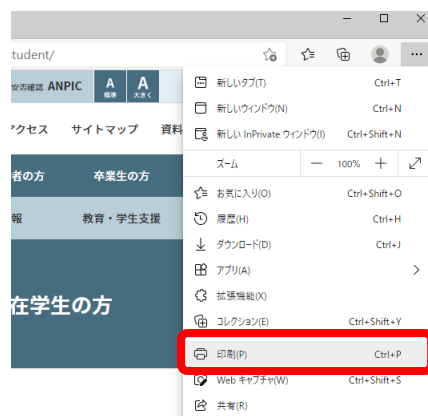 tudent/
安否確認 ANPIC
A
標準
A
大きく
アクセス サイトマップ 資料
者の方 卒業生の方
報 教育・学生支援
在学生の方
新しいタブ(T) Ctrl+T
新しいウィンドウ(N) Ctrl+N
新しい InPrivate ウィンドウ(I) Ctrl+Shift+N
ズーム — 100% +
お気に入り(O) Ctrl+Shift+O
履歴(H) Ctrl+H
ダウンロード(D) Ctrl+J
アプリ(A)
拡張機能(X)
コレクション(E) Ctrl+Shift+Y
印刷(P) Ctrl+P
Web キャプチャ(W) Ctrl+Shift+S
共有(R)